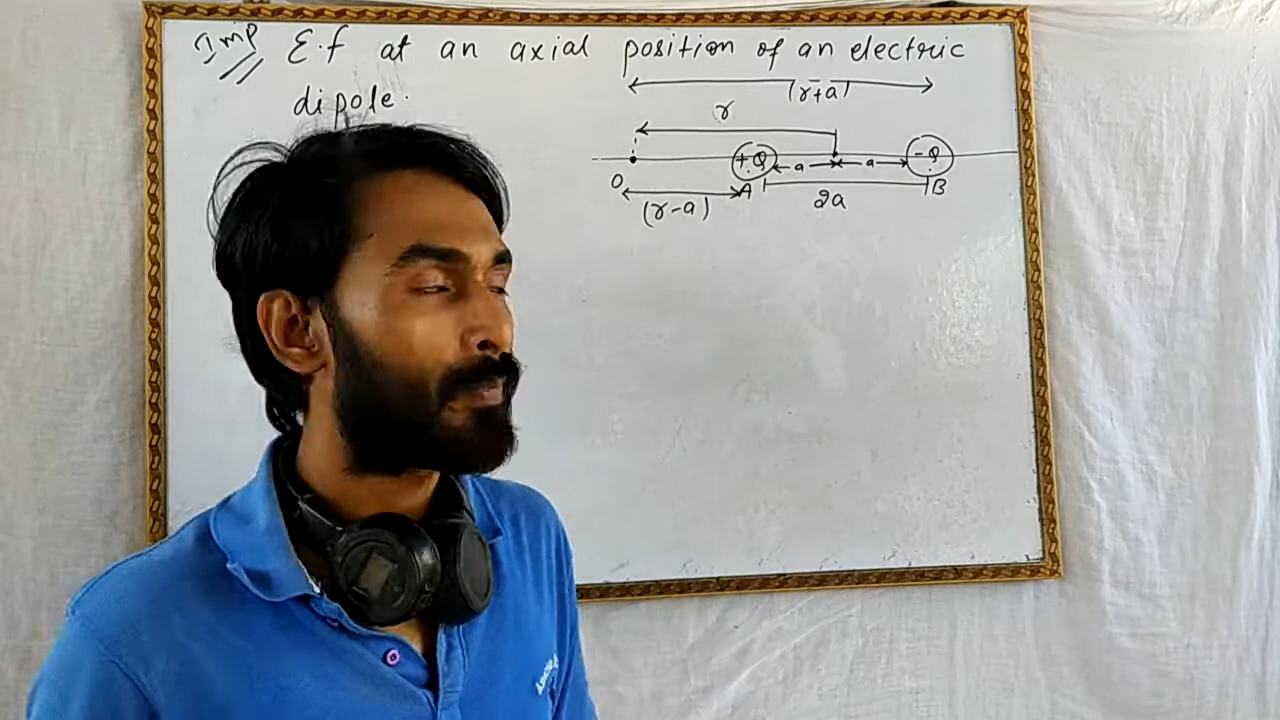 Imp E.f at an axial position of an electric
dipole.
(r+a)
r
+Q a a -Q
O A B
(r-a) 2a